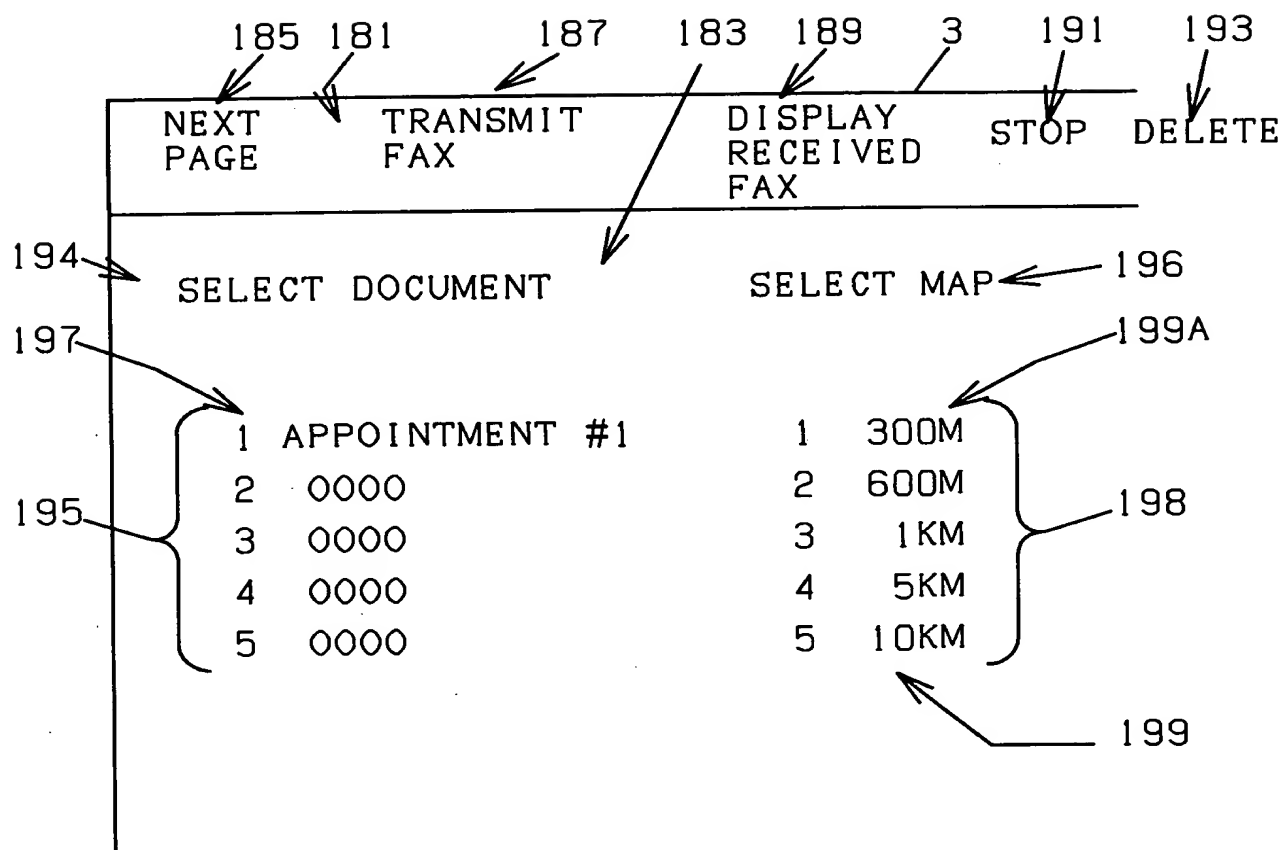 185 181 187 183 189 3 191 193
NEXT PAGE
TRANSMIT FAX
DISPLAY RECEIVED FAX
STOP
DELETE
194
SELECT DOCUMENT
SELECT MAP
196
197
199A
1 APPOINTMENT #1
1 300M
2 0000
2 600M
195
198
3 0000
3 1KM
4 0000
4 5KM
5 0000
5 10KM
199